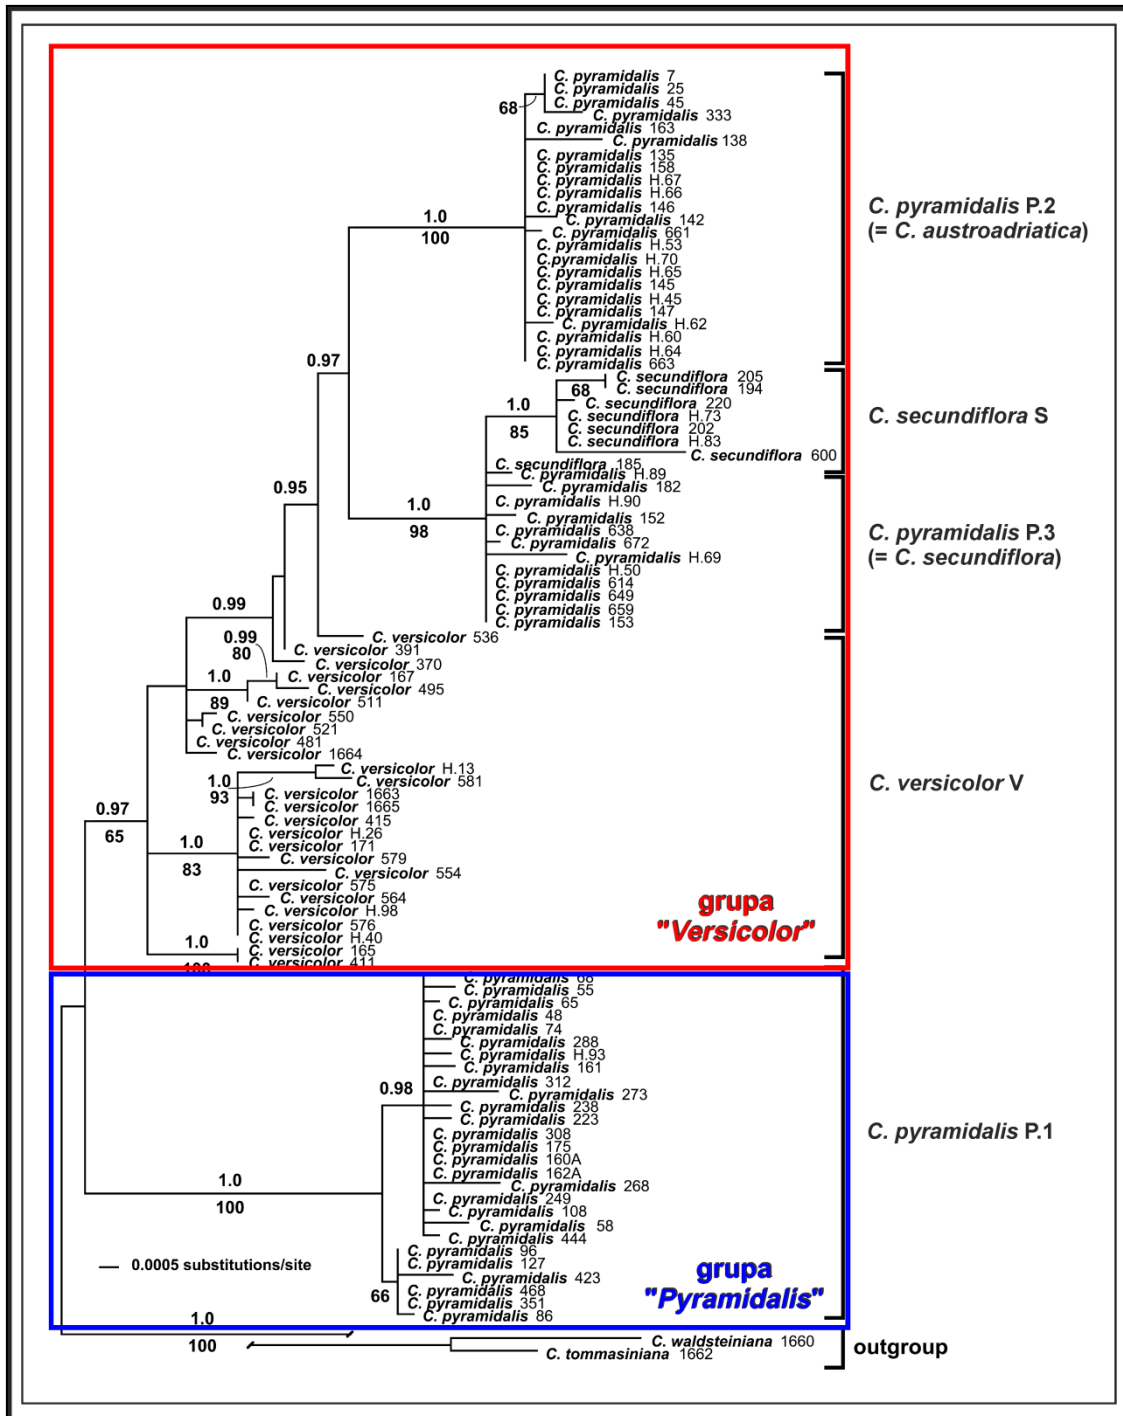 C. pyramidalis 7
C. pyramidalis 25
C. pyramidalis 45
68
C. pyramidalis 333
C. pyramidalis 163
C. pyramidalis 138
C. pyramidalis 135
C. pyramidalis 158
C. pyramidalis H.67
C. pyramidalis H.66
C. pyramidalis 146
1.0
C. pyramidalis 142
100
C. pyramidalis 661
C. pyramidalis H.53
C.pyramidalis H.70
C. pyramidalis H.65
C. pyramidalis 145
C. pyramidalis H.45
C. pyramidalis 147
C. pyramidalis H.62
C. pyramidalis H.60
C. pyramidalis H.64
C. pyramidalis 663
C. pyramidalis P.2
(= C. austroadriatica)
0.97
C. secundiflora 205
68
C. secundiflora 194
1.0
C. secundiflora 220
C. secundiflora H.73
85
C. secundiflora 202
C. secundiflora H.83
C. secundiflora 600
C. secundiflora S
C. secundiflora 185
C. pyramidalis H.89
0.95
C. pyramidalis 182
C. pyramidalis H.90
1.0
C. pyramidalis 152
98
C. pyramidalis 638
C. pyramidalis 672
C. pyramidalis H.69
C. pyramidalis H.50
C. pyramidalis 614
C. pyramidalis 649
C. pyramidalis 659
C. pyramidalis 153
C. pyramidalis P.3
(= C. secundiflora)
0.99
C. versicolor 536
0.99
80
C. versicolor 391
C. versicolor 370
1.0
C. versicolor 167
C. versicolor 495
89
C. versicolor 511
C. versicolor 550
C. versicolor 521
C. versicolor 481
C. versicolor 1664
C. versicolor H.13
1.0
C. versicolor 581
93
C. versicolor 1663
C. versicolor 1665
0.97
C. versicolor 415
65
C. versicolor H.26
1.0
C. versicolor 171
C. versicolor 579
83
C. versicolor 554
C. versicolor 575
C. versicolor 564
C. versicolor H.98
C. versicolor 576
C. versicolor H.40
1.0
C. versicolor 165
100
C. versicolor 411
C. versicolor V
grupa
"Versicolor"
C. pyramidalis 68
C. pyramidalis 55
C. pyramidalis 65
C. pyramidalis 48
C. pyramidalis 74
C. pyramidalis 288
C. pyramidalis H.93
C. pyramidalis 161
0.98
C. pyramidalis 312
C. pyramidalis 273
C. pyramidalis 238
C. pyramidalis 223
C. pyramidalis 308
C. pyramidalis 175
C. pyramidalis 160A
C. pyramidalis 162A
1.0
C. pyramidalis 268
100
C. pyramidalis 249
C. pyramidalis 108
C. pyramidalis 58
C. pyramidalis 444
C. pyramidalis 96
C. pyramidalis 127
C. pyramidalis 423
66
C. pyramidalis 468
C. pyramidalis 351
C. pyramidalis 86
C. pyramidalis P.1
0.0005 substitutions/site
grupa
"Pyramidalis"
1.0
100
C. waldsteiniana 1660
C. tommasiniana 1662
outgroup